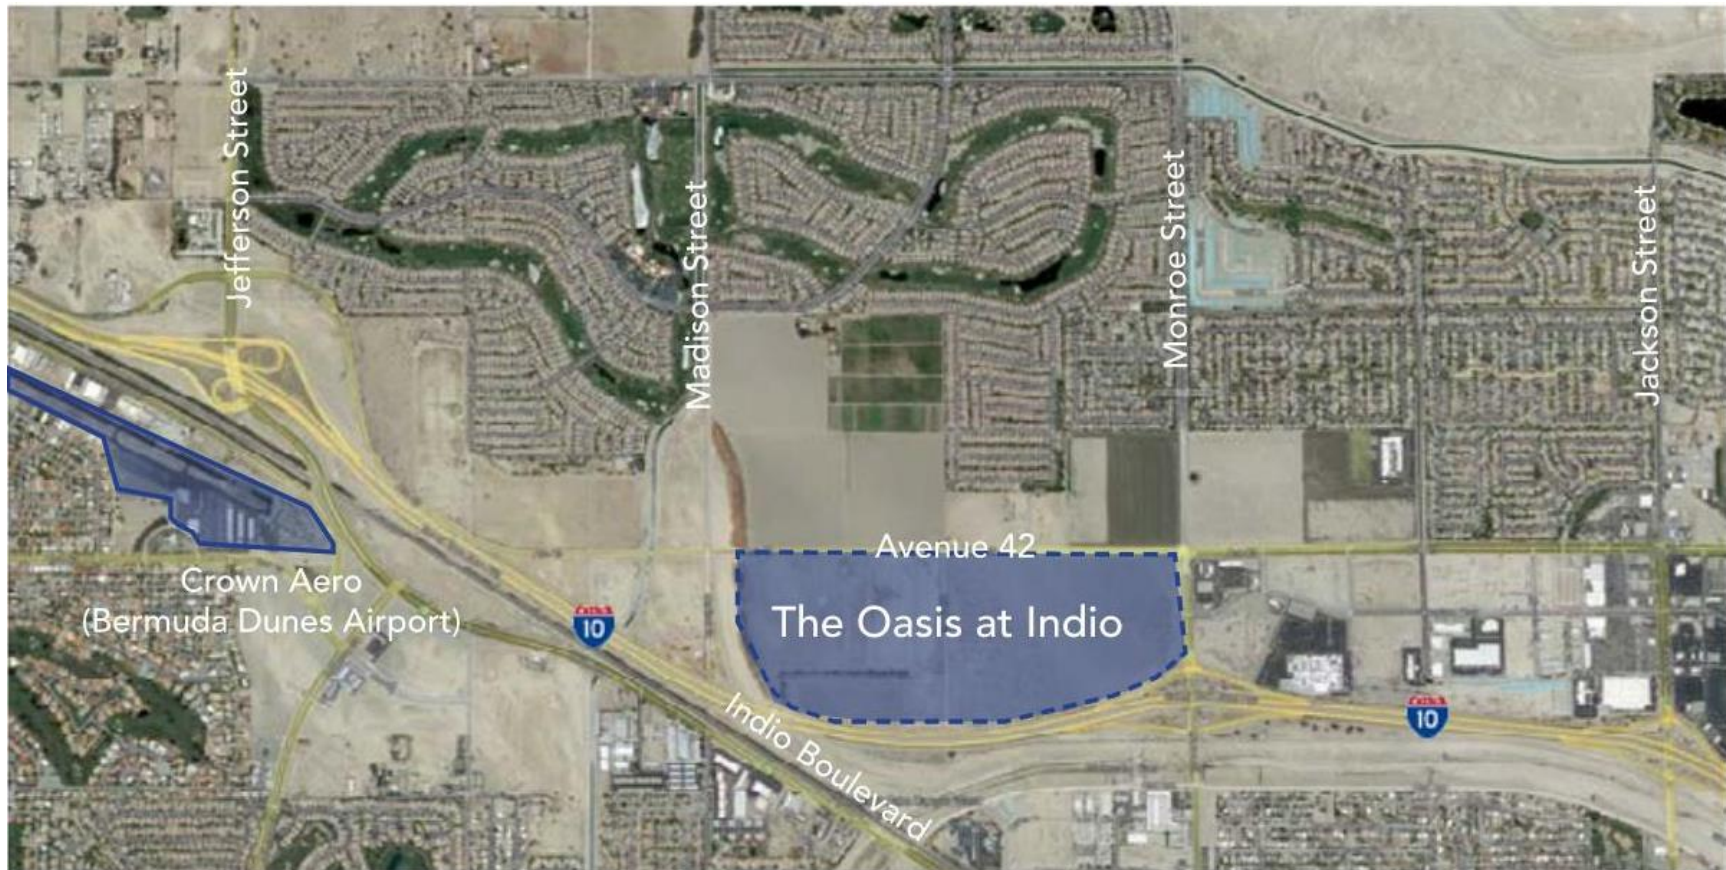 Jefferson Street
Madison Street
Monroe Street
Jackson Street
Avenue 42
Crown Aero
(Bermuda Dunes Airport)
The Oasis at Indio
10
10
Indio Boulevard